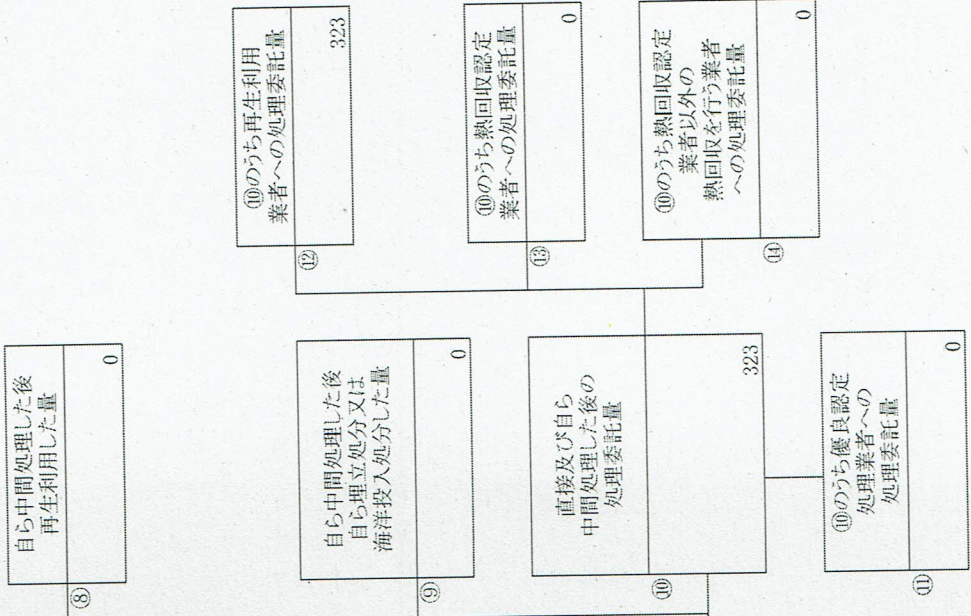 ⑧
自ら中間処理した後
再生利用した量
0
⑨
自ら中間処理した後
自ら埋立処分又は
海洋投入処分した量
0
⑩
直接及び自ら
中間処理した後の
処理委託量
323
⑪
⑩のうち優良認定
処理業者への
処理委託量
0
⑫
⑩のうち再生利用
業者への処理委託量
323
⑬
⑩のうち熱回収認定
業者への処理委託量
0
⑭
⑩のうち熱回収認定
業者以外の
熱回収を行う業者
への処理委託量
0